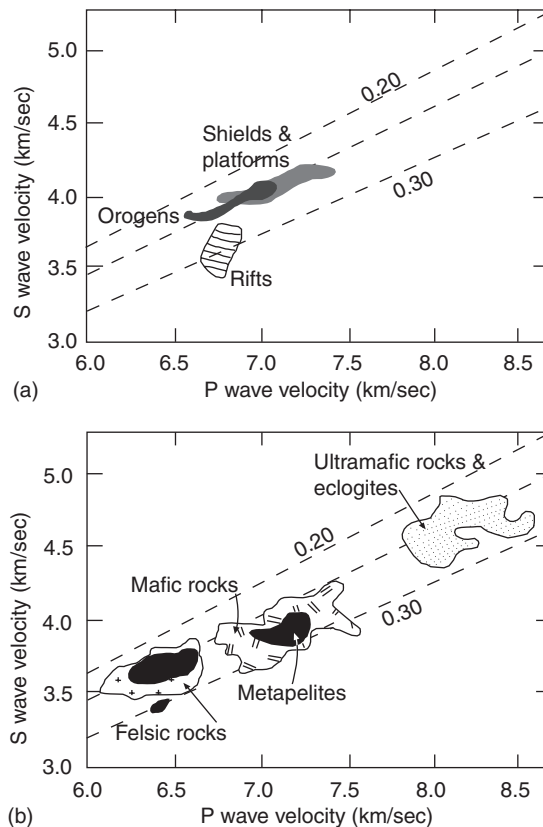 5.0
4.5
4.0
3.5
3.0
S wave velocity (km/sec)
0.20
Shields &
platforms
0.30
Orogens
Rifts
6.0 6.5 7.0 7.5 8.0 8.5
(a)
P wave velocity (km/sec)
5.0
4.5
4.0
3.5
3.0
S wave velocity (km/sec)
Ultramafic rocks &
eclogites
0.20
Mafic rocks
0.30
Metapelites
Felsic rocks
6.0 6.5 7.0 7.5 8.0 8.5
(b)
P wave velocity (km/sec)